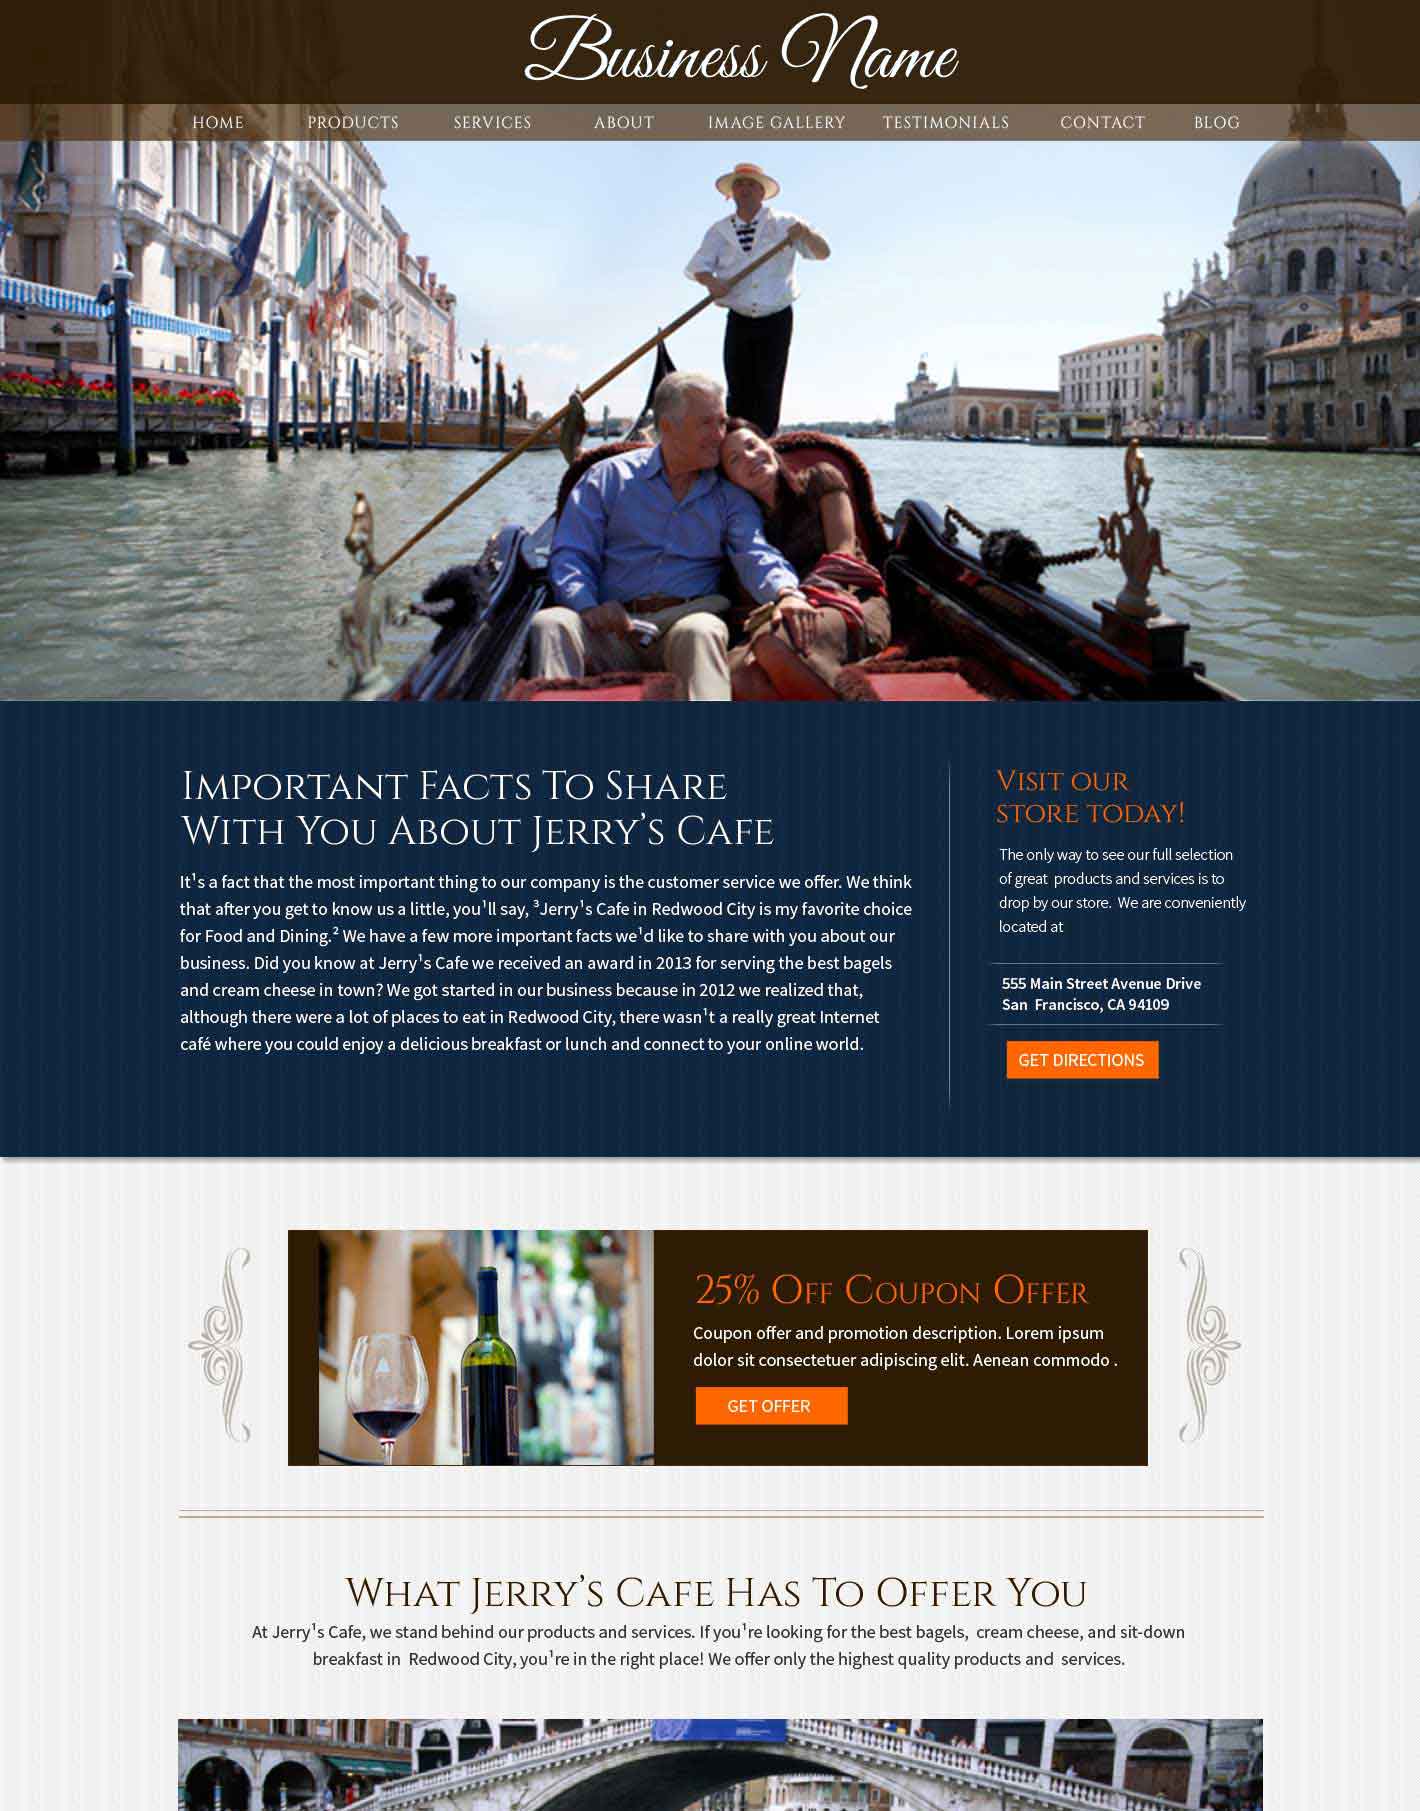 Business Name
HOME PRODUCTS SERVICES ABOUT IMAGE GALLERY TESTIMONIALS CONTACT BLOG
Important Facts To Share
With You About Jerry's Cafe
It¹s a fact that the most important thing to our company is the customer service we offer. We think
that after you get to know us a little, you¹ll say, ³Jerry¹s Cafe in Redwood City is my favorite choice
for Food and Dining.² We have a few more important facts we¹d like to share with you about our
business. Did you know at Jerry¹s Cafe we received an award in 2013 for serving the best bagels
and cream cheese in town? We got started in our business because in 2012 we realized that,
although there were a lot of places to eat in Redwood City, there wasn¹t a really great Internet
café where you could enjoy a delicious breakfast or lunch and connect to your online world.
Visit our
store today!
The only way to see our full selection
of great products and services is to
drop by our store. We are conveniently
located at
555 Main Street Avenue Drive
San Francisco, CA 94109
GET DIRECTIONS
25% Off Coupon Offer
Coupon offer and promotion description. Lorem ipsum
dolor sit consectetuer adipiscing elit. Aenean commodo .
GET OFFER
What Jerry's Cafe Has To Offer You
At Jerry¹s Cafe, we stand behind our products and services. If you¹re looking for the best bagels, cream cheese, and sit-down
breakfast in Redwood City, you¹re in the right place! We offer only the highest quality products and services.